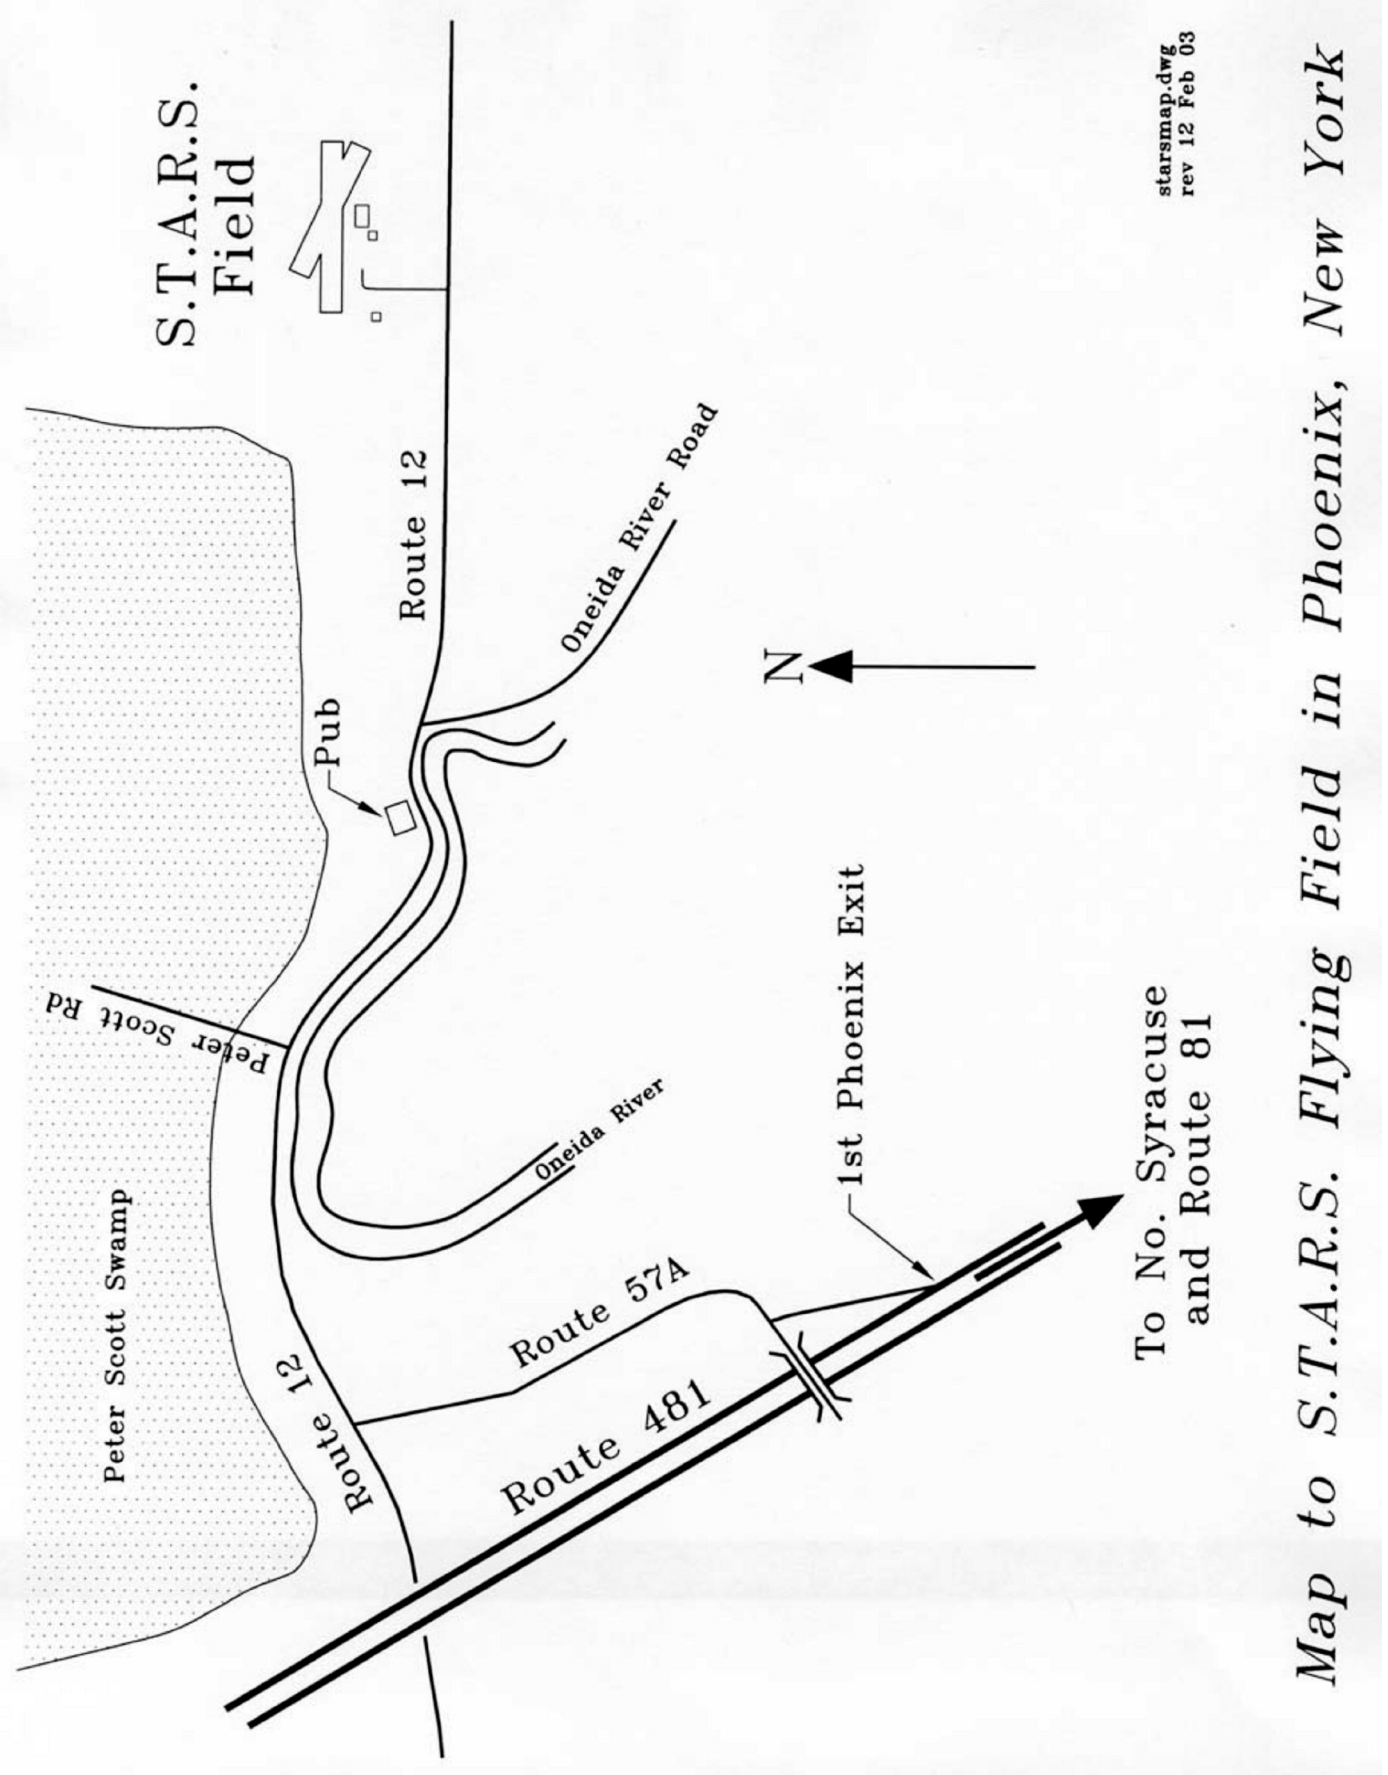 S.T.A.R.S.
Field
Peter Scott Swamp
Peter Scott Rd
Pub
Route 12
Route 12
Oneida River Road
Oneida River
Route 57A
Route 481
N
1st Phoenix Exit
To No. Syracuse
and Route 81
starsmap.dwg
rev 12 Feb 03
Map to S.T.A.R.S. Flying Field in Phoenix, New York